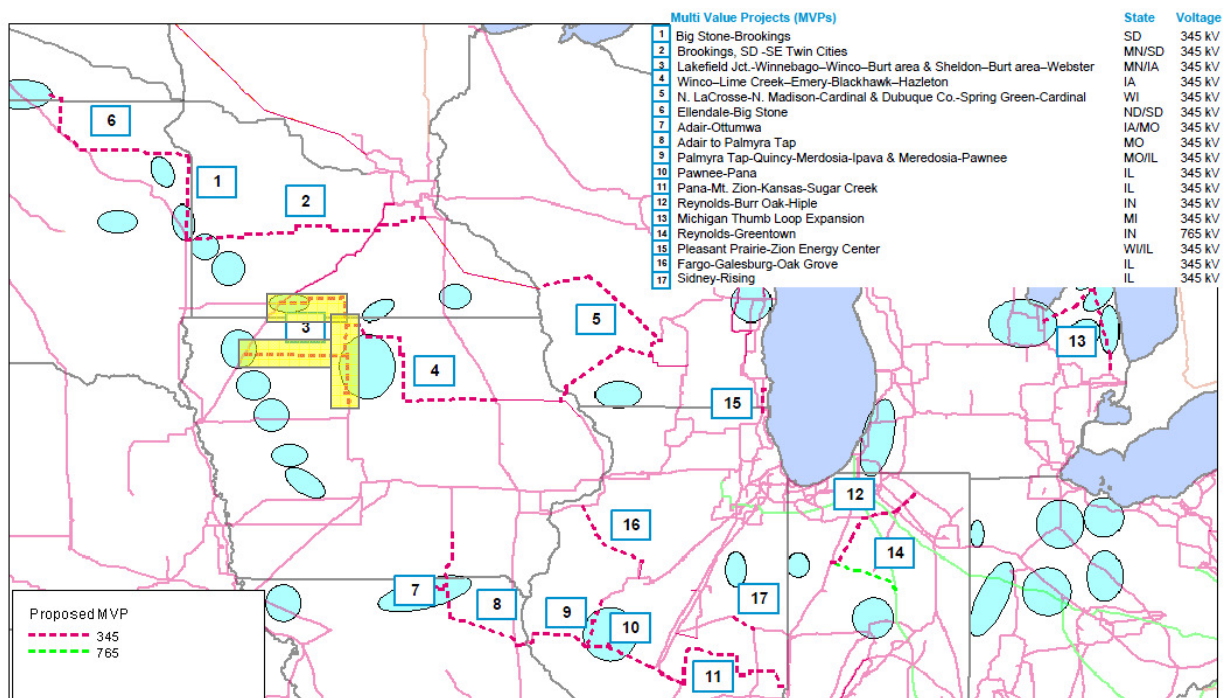 Multi Value Projects (MVPs) State Voltage
1 Big Stone-Brookings SD 345 kV
2 Brookings, SD -SE Twin Cities MN/SD 345 kV
3 Lakefield Jct.-Winnebago–Winco–Burt area & Sheldon–Burt area–Webster MN/IA 345 kV
4 Winco–Lime Creek–Emery–Blackhawk–Hazleton IA 345 kV
5 N. LaCrosse-N. Madison-Cardinal & Dubuque Co.-Spring Green-Cardinal WI 345 kV
6 Ellendale-Big Stone ND/SD 345 kV
7 Adair-Ottumwa IA/MO 345 kV
8 Adair to Palmyra Tap MO 345 kV
9 Palmyra Tap-Quincy-Merdosia-Ipava & Meredosia-Pawnee MO/IL 345 kV
10 Pawnee-Pana IL 345 kV
11 Pana-Mt. Zion-Kansas-Sugar Creek IL 345 kV
12 Reynolds-Burr Oak-Hiple IN 345 kV
13 Michigan Thumb Loop Expansion MI 345 kV
14 Reynolds-Greentown IN 765 kV
15 Pleasant Prairie-Zion Energy Center WI/IL 345 kV
16 Fargo-Galesburg-Oak Grove IL 345 kV
17 Sidney-Rising IL 345 kV
6
1
2
3
5
13
4
15
12
16
14
7
8
9
10
17
11
Proposed MVP
345
765